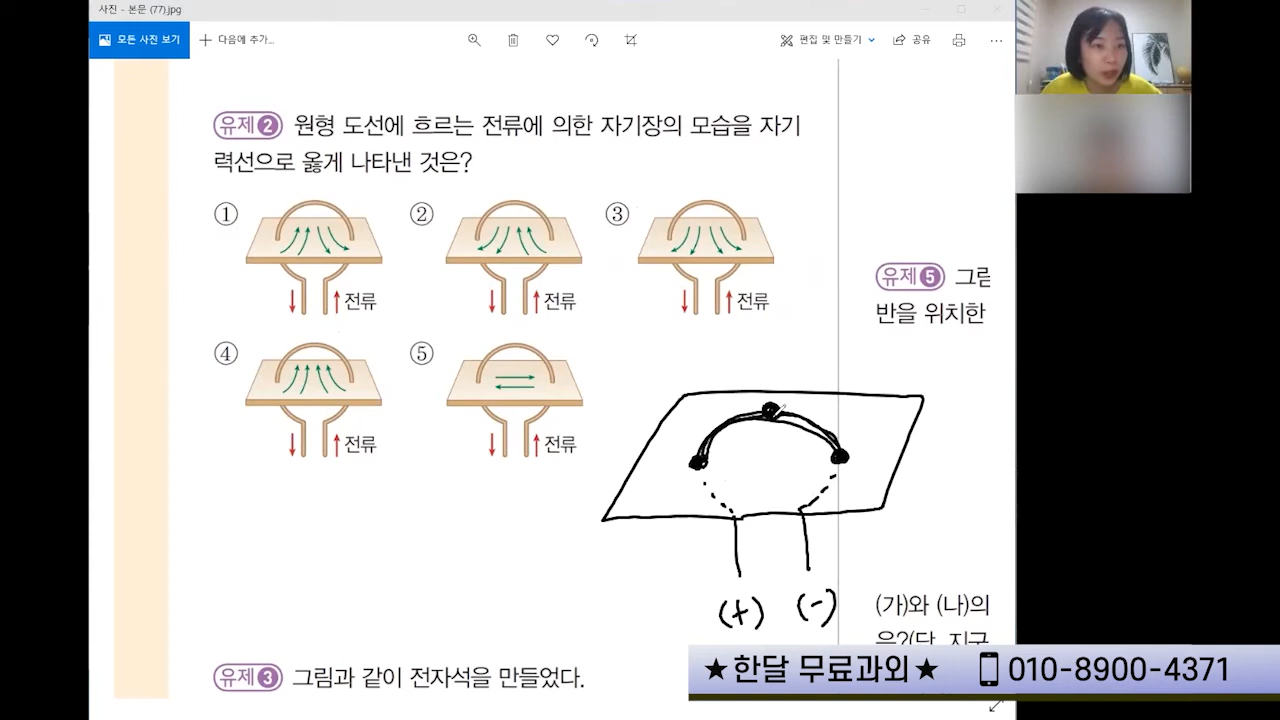 사진 - 본문 (77).jpg
모든 사진 보기
다음에 추가...
편집 및 만들기
공유
유제 2 원형 도선에 흐르는 전류에 의한 자기장의 모습을 자기
력선으로 옳게 나타낸 것은?
① ② ③
전류 전류 전류
④ ⑤
전류 전류
유제 5 그림
반을 위치한
(+) (-)
(가)와 (나)의
은?(단, 지구
유제 3 그림과 같이 전자석을 만들었다.
★한달 무료과외★ 010-8900-4371